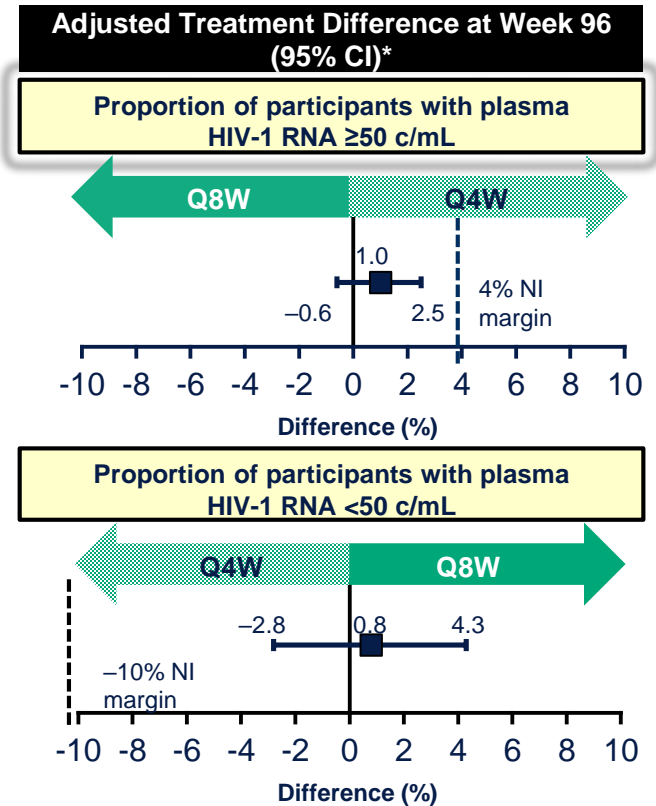 Adjusted Treatment Difference at Week 96
(95% CI)*
Proportion of participants with plasma
HIV-1 RNA ≥50 c/mL
Q8W Q4W
1.0
–0.6 2.5
4% NI
margin
-10 -8 -6 -4 -2 0 2 4 6 8 10
Difference (%)
Proportion of participants with plasma
HIV-1 RNA <50 c/mL
Q4W Q8W
–2.8 0.8 4.3
–10% NI
margin
-10 -8 -6 -4 -2 0 2 4 6 8 10
Difference (%)